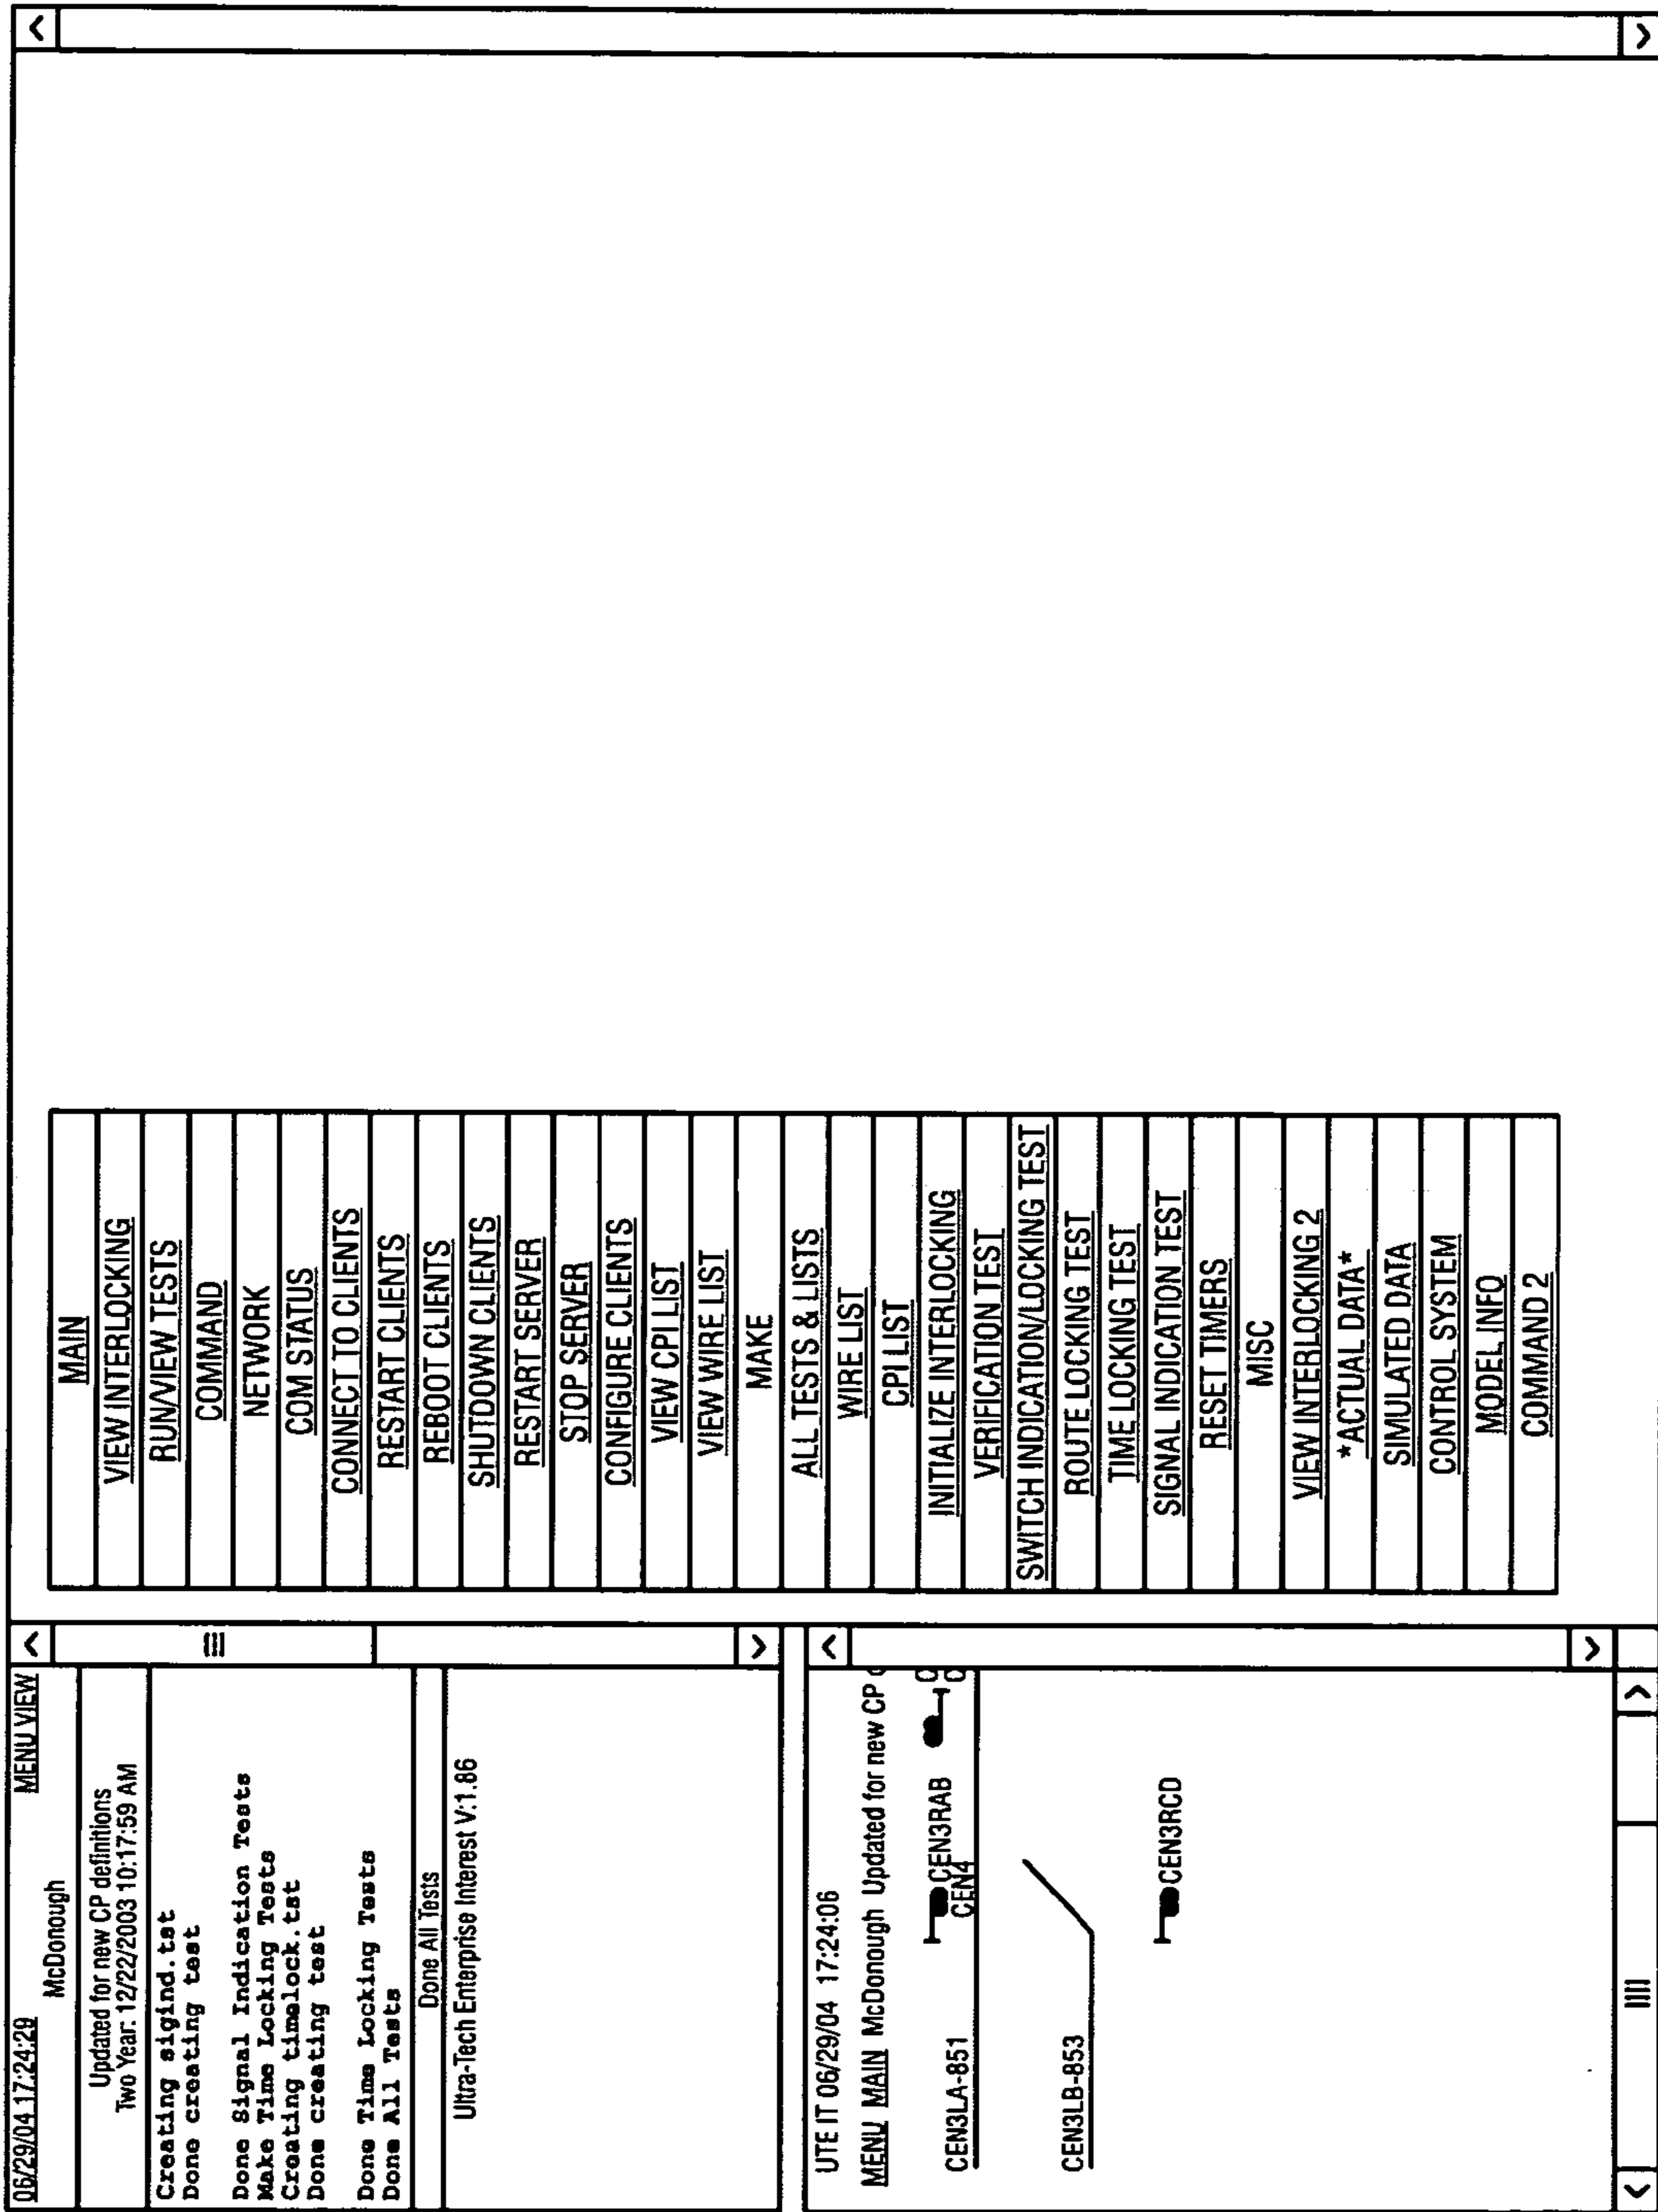 06/29/04 17:24:29 MENU VIEW
McDonough
Updated for new CP definitions
Two Year: 12/22/2003 10:17:59 AM
Creating sigind.tst
Done creating test
Done Signal Indication Tests
Make Time Locking Tests
Creating timelock.tst
Done creating test
Done Time Locking Tests
Done All Tests
Done All Tests
Ultra-Tech Enterprise Interest V:1.86
UTE IT 06/29/04 17:24:06
MENU MAIN McDonough Updated for new CP
CEN3LA-851
CEN3RAB
CEN4
CEN3LB-853
CEN3RCD
MAIN
VIEW INTERLOCKING
RUN/VIEW TESTS
COMMAND
NETWORK
COM STATUS
CONNECT TO CLIENTS
RESTART CLIENTS
REBOOT CLIENTS
SHUTDOWN CLIENTS
RESTART SERVER
STOP SERVER
CONFIGURE CLIENTS
VIEW CPI LIST
VIEW WIRE LIST
MAKE
ALL TESTS & LISTS
WIRE LIST
CPI LIST
INITIALIZE INTERLOCKING
VERIFICATION TEST
SWITCH INDICATION/LOCKING TEST
ROUTE LOCKING TEST
TIME LOCKING TEST
SIGNAL INDICATION TEST
RESET TIMERS
MISC
VIEW INTERLOCKING 2
*ACTUAL DATA*
SIMULATED DATA
CONTROL SYSTEM
MODEL INFO
COMMAND 2